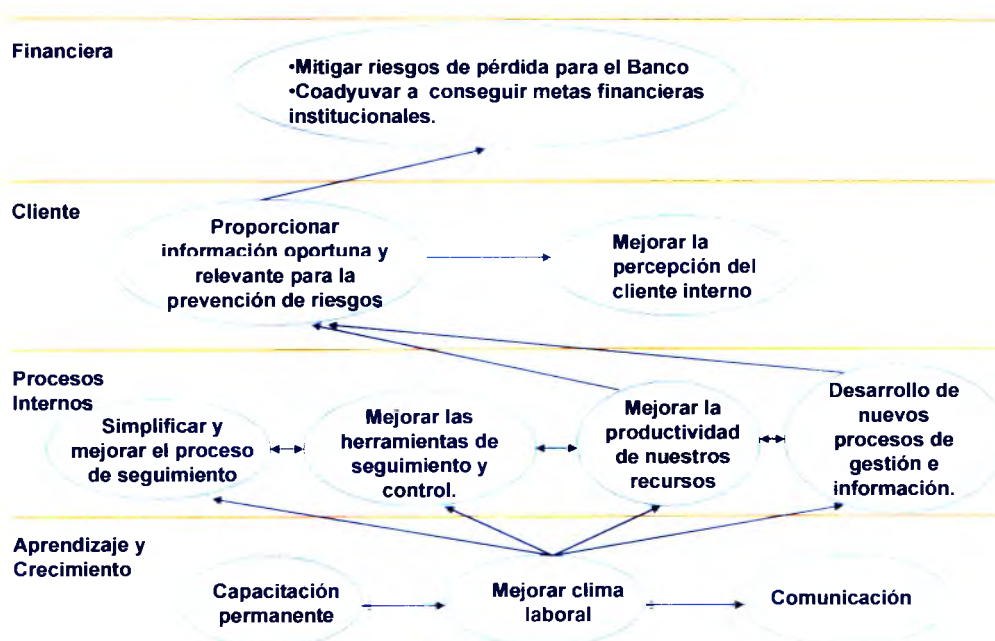 Financiera
•Mitigar riesgos de pérdida para el Banco
•Coadyuvar a conseguir metas financieras
institucionales.
Cliente
Proporcionar
información oportuna y
relevante para la
prevención de riesgos
Mejorar la
percepción del
cliente interno
Procesos
Internos
Simplificar y
mejorar el proceso
de seguimiento
Mejorar las
herramientas de
seguimiento y
control.
Mejorar la
productividad
de nuestros
recursos
Desarrollo de
nuevos
procesos de
gestión e
información.
Aprendizaje y
Crecimiento
Capacitación
permanente
Mejorar clima
laboral
Comunicación